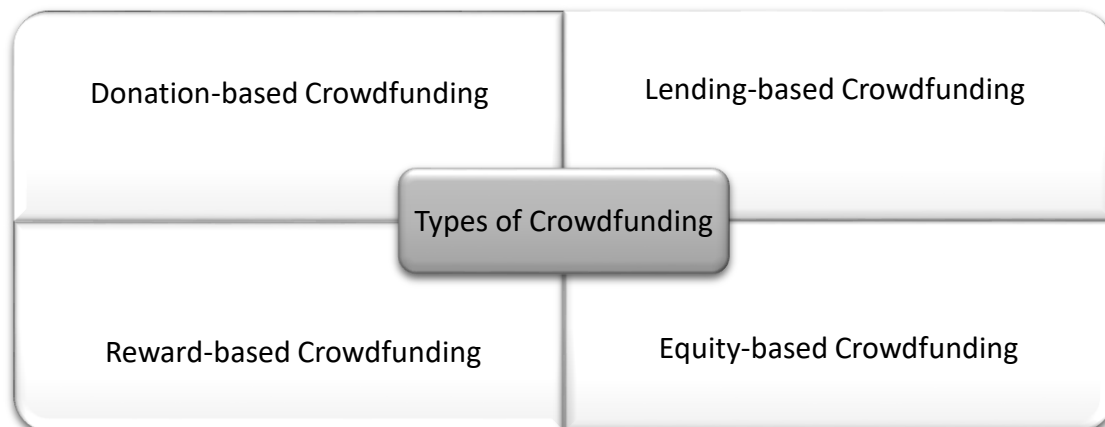 Donation-based Crowdfunding
Lending-based Crowdfunding
Types of Crowdfunding
Reward-based Crowdfunding
Equity-based Crowdfunding